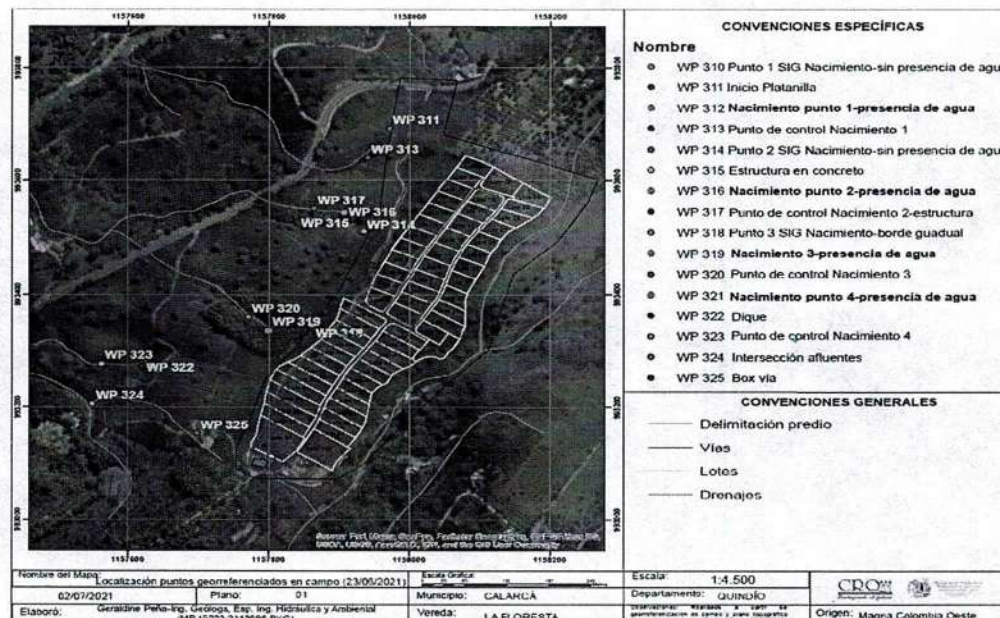 1157600 1157800 1158000 1158200
WP 311
WP 313
WP 317
WP 316
WP 315
WP 314
WP 320
WP 319
WP 318
WP 323
WP 322
WP 324
WP 325
1157600 1157800 1158000 1158200
CONVENCIONES ESPECÍFICAS
Nombre
WP 310 Punto 1 SIG Nacimiento-sin presencia de agu
WP 311 Inicio Platanilla
WP 312 Nacimiento punto 1-presencia de agua
WP 313 Punto de control Nacimiento 1
WP 314 Punto 2 SIG Nacimiento-sin presencia de agu
WP 315 Estructura en concreto
WP 316 Nacimiento punto 2-presencia de agua
WP 317 Punto de control Nacimiento 2-estructura
WP 318 Punto 3 SIG Nacimiento-borde guadual
WP 319 Nacimiento 3-presencia de agua
WP 320 Punto de control Nacimiento 3
WP 321 Nacimiento punto 4-presencia de agua
WP 322 Dique
WP 323 Punto de control Nacimiento 4
WP 324 Intersección afluentes
WP 325 Box vía
CONVENCIONES GENERALES
Delimitación predio
Vías
Lotes
Drenajes
Nombre del Mapa: Localización puntos georreferenciados en campo (23/06/2021)
Escala Gráfica:
Escala: 1:4.500
02/07/2021 Plano: 01 Municipio: CALARCÁ Departamento: QUINDÍO
Elaboró: Geraldine Peña-Ing. Geóloga, Esp. Ing. Hidráulica y Ambiental
Vereda: LA FLORESTA
Origen: Magna Colombia Oeste